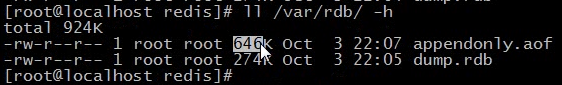 [root@localhost redis]# ll /var/rdb/ -h
total 924K
-rw-r--r-- 1 root root 646K Oct  3 22:07 appendonly.aof
-rw-r--r-- 1 root root 274K Oct  3 22:05 dump.rdb
[root@localhost redis]#